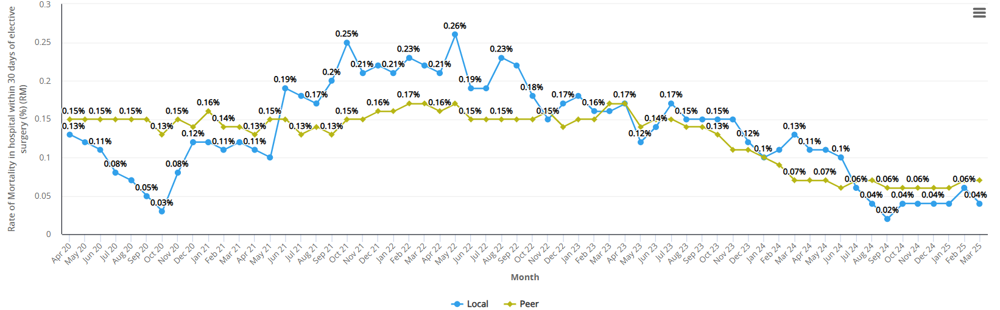 Rate of Mortality in hospital within 30 days of elective
surgery (%) (RM)
0.3
0.25
0.2
0.15
0.1
0.05
0
0.26%
0.25%
0.23% 0.23%
0.21% 0.21% 0.21%
0.19% 0.2% 0.19%
0.18%
0.17% 0.17% 0.17% 0.17% 0.17%
0.16% 0.16% 0.16% 0.16%
0.15% 0.15% 0.15% 0.15% 0.15% 0.15% 0.15% 0.15% 0.15% 0.15% 0.15%
0.14% 0.14%
0.13% 0.13% 0.13% 0.13% 0.13% 0.13% 0.13%
0.12% 0.12% 0.12%
0.11% 0.11% 0.11% 0.11%
0.1% 0.1%
0.08% 0.08%
0.07% 0.07%
0.05% 0.06% 0.06% 0.06% 0.06%
0.03% 0.04% 0.04% 0.04% 0.04%
0.02%
Apr 20 May 20 Jun 20 Jul 20 Aug 20 Sep 20 Oct 20 Nov 20 Dec 20 Jan 21 Feb 21 Mar 21 Apr 21 May 21 Jun 21 Jul 21 Aug 21 Sep 21 Oct 21 Nov 21 Dec 21 Jan 22 Feb 22 Mar 22 Apr 22 May 22 Jun 22 Jul 22 Aug 22 Sep 22 Oct 22 Nov 22 Dec 22 Jan 23 Feb 23 Mar 23 Apr 23 May 23 Jun 23 Jul 23 Aug 23 Sep 23 Oct 23 Nov 23 Dec 23 Jan 24 Feb 24 Mar 24 Apr 24 May 24 Jun 24 Jul 24 Aug 24 Sep 24 Oct 24 Nov 24 Dec 24 Jan 25 Feb 25 Mar 25
Month
Local Peer